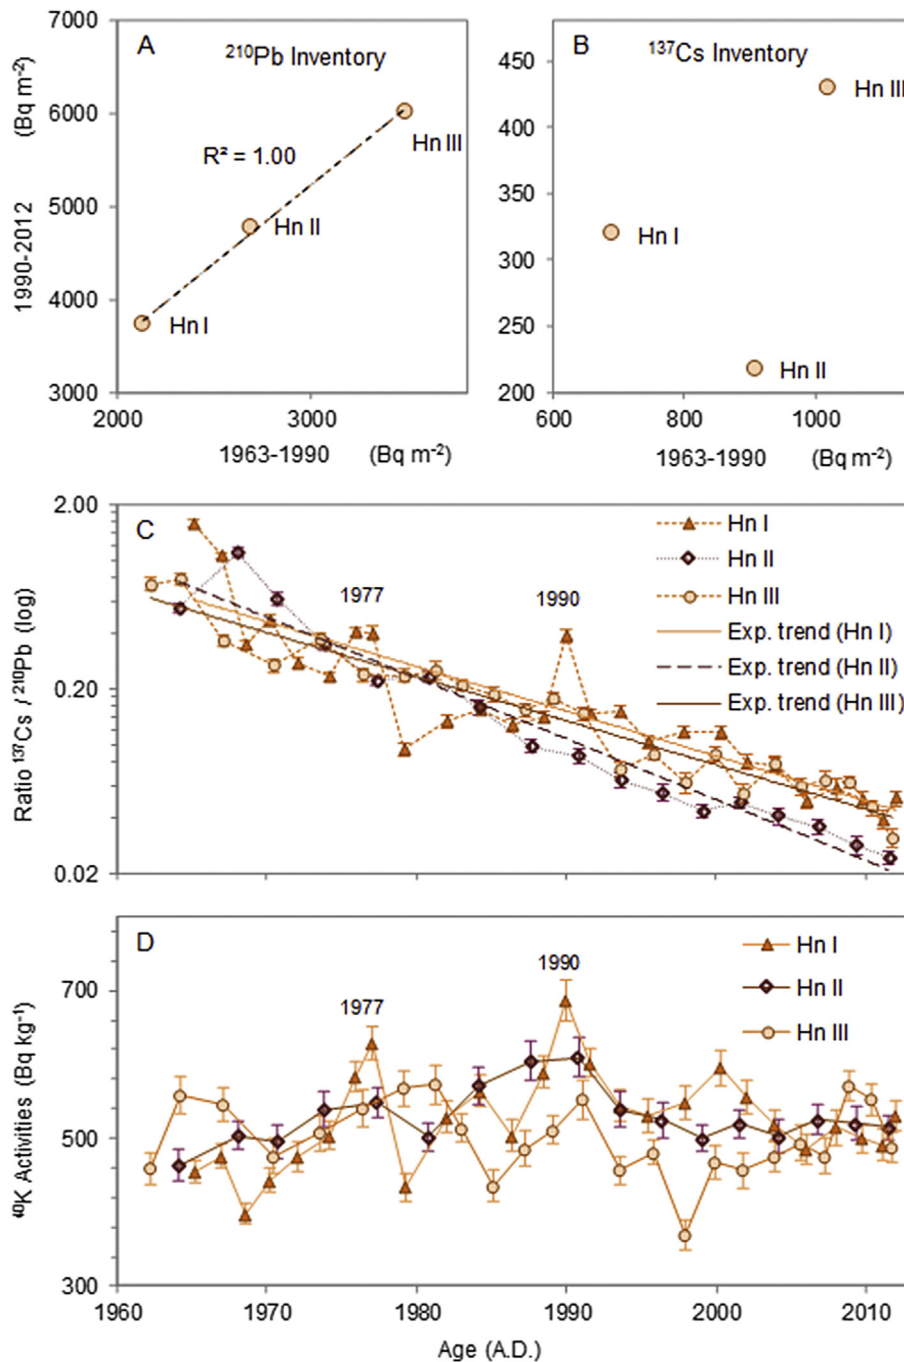 A
²¹⁰Pb Inventory
7000
6000
5000
4000
3000
1990-2012 (Bq m⁻²)
R² = 1.00
Hn III
Hn II
Hn I
2000 3000
1963-1990 (Bq m⁻²)
B
¹³⁷Cs Inventory
450
400
350
300
250
200
Hn III
Hn I
Hn II
600 800 1000
1963-1990 (Bq m⁻²)
C
2.00
0.20
0.02
Ratio ¹³⁷Cs / ²¹⁰Pb (log)
1977
1990
Hn I
Hn II
Hn III
Exp. trend (Hn I)
Exp. trend (Hn II)
Exp. trend (Hn III)
D
700
500
300
⁴⁰K Activities (Bq kg⁻¹)
1977
1990
Hn I
Hn II
Hn III
1960 1970 1980 1990 2000 2010
Age (A.D.)